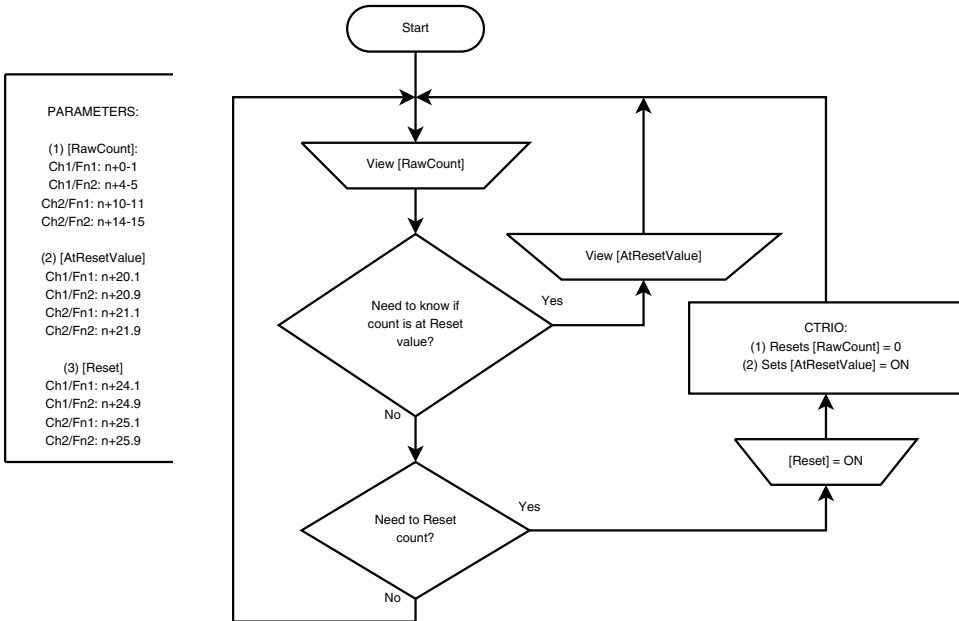 Start
PARAMETERS:
(1) [RawCount]:
Ch1/Fn1: n+0-1
Ch1/Fn2: n+4-5
Ch2/Fn1: n+10-11
Ch2/Fn2: n+14-15
(2) [AtResetValue]
Ch1/Fn1: n+20.1
Ch1/Fn2: n+20.9
Ch2/Fn1: n+21.1
Ch2/Fn2: n+21.9
(3) [Reset]
Ch1/Fn1: n+24.1
Ch1/Fn2: n+24.9
Ch2/Fn1: n+25.1
Ch2/Fn2: n+25.9
View [RawCount]
View [AtResetValue]
Need to know if
count is at Reset
value?
Yes
No
CTRIO:
(1) Resets [RawCount] = 0
(2) Sets [AtResetValue] = ON
[Reset] = ON
Need to Reset
count?
Yes
No